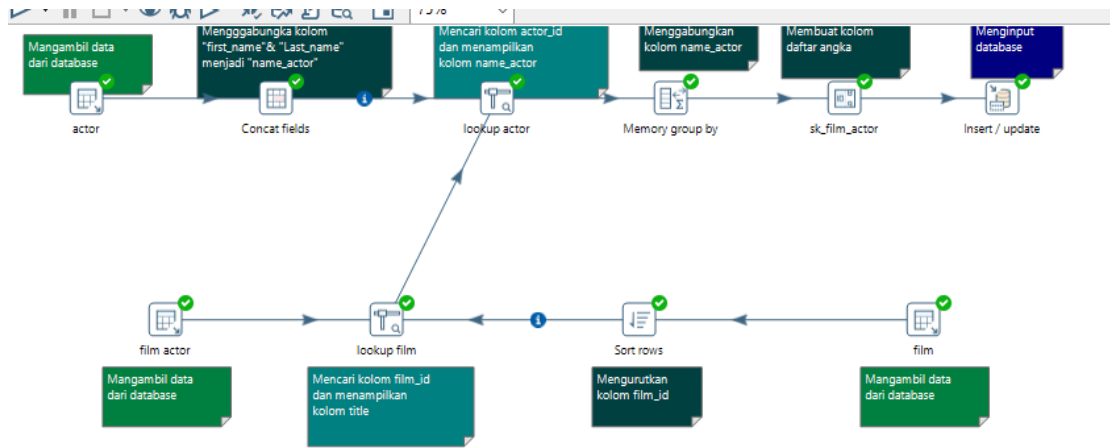 75%
Mangambil data
dari database
Mengggabungka kolom
"first_name"& "Last_name"
menjadi "name_actor"
Mencari kolom actor_id
dan menampilkan
kolom name_actor
Menggabungkan
kolom name_actor
Membuat kolom
daftar angka
Menginput
database
actor
Concat fields
lookup actor
Memory group by
sk_film_actor
Insert / update
film actor
lookup film
Sort rows
film
Mangambil data
dari database
Mencari kolom film_id
dan menampilkan
kolom title
Mengurutkan
kolom film_id
Mangambil data
dari database